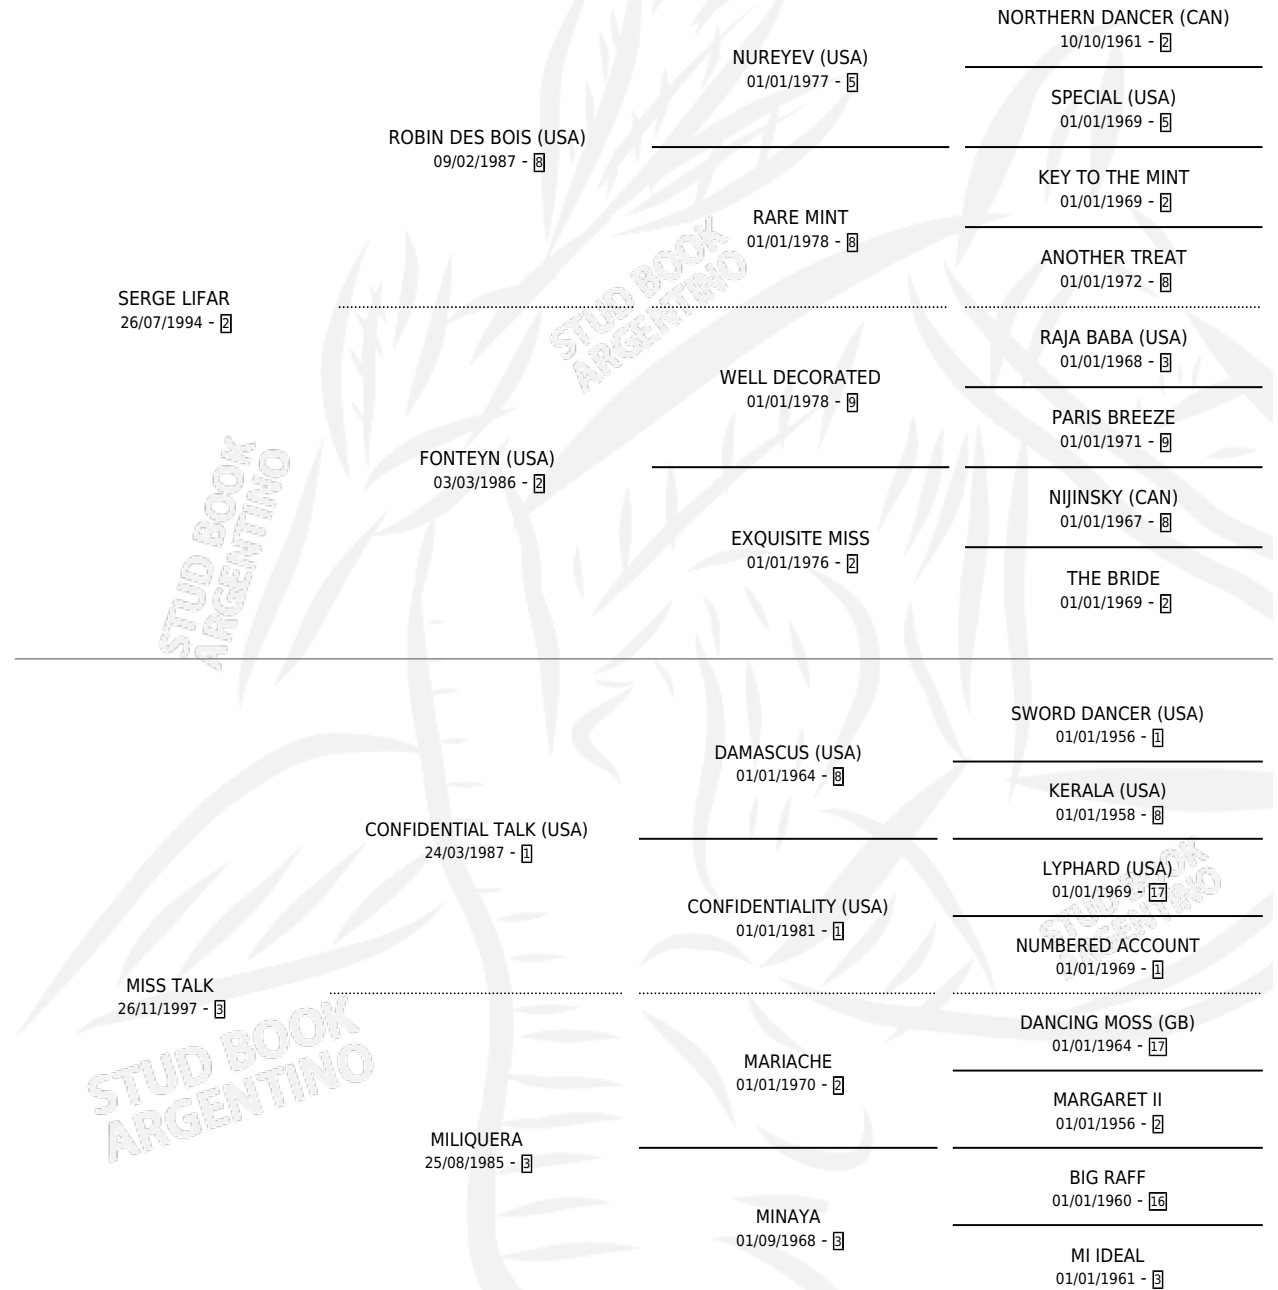 NORTHERN DANCER (CAN)
10/10/1961 - 2
NUREYEV (USA)
01/01/1977 - 5
SPECIAL (USA)
01/01/1969 - 5
ROBIN DES BOIS (USA)
09/02/1987 - 8
KEY TO THE MINT
01/01/1969 - 2
RARE MINT
01/01/1978 - 8
ANOTHER TREAT
01/01/1972 - 8
SERGE LIFAR
26/07/1994 - 2
RAJA BABA (USA)
01/01/1968 - 3
WELL DECORATED
01/01/1978 - 9
PARIS BREEZE
01/01/1971 - 9
FONTEYN (USA)
03/03/1986 - 2
NIJINSKY (CAN)
01/01/1967 - 8
EXQUISITE MISS
01/01/1976 - 2
THE BRIDE
01/01/1969 - 2
SWORD DANCER (USA)
01/01/1956 - 1
DAMASCUS (USA)
01/01/1964 - 8
KERALA (USA)
01/01/1958 - 8
CONFIDENTIAL TALK (USA)
24/03/1987 - 1
LYPHARD (USA)
01/01/1969 - 17
CONFIDENTIALITY (USA)
01/01/1981 - 1
NUMBERED ACCOUNT
01/01/1969 - 1
MISS TALK
26/11/1997 - 3
DANCING MOSS (GB)
01/01/1964 - 17
MARIACHE
01/01/1970 - 2
MARGARET II
01/01/1956 - 2
MILIQUERA
25/08/1985 - 3
BIG RAFF
01/01/1960 - 16
MINAYA
01/09/1968 - 3
MI IDEAL
01/01/1961 - 3
STUD BOOK
ARGENTINO
STUD BOOK
ARGENTINO
STUD BOOK
ARGENTINO
STUD BOOK
ARGENTINO